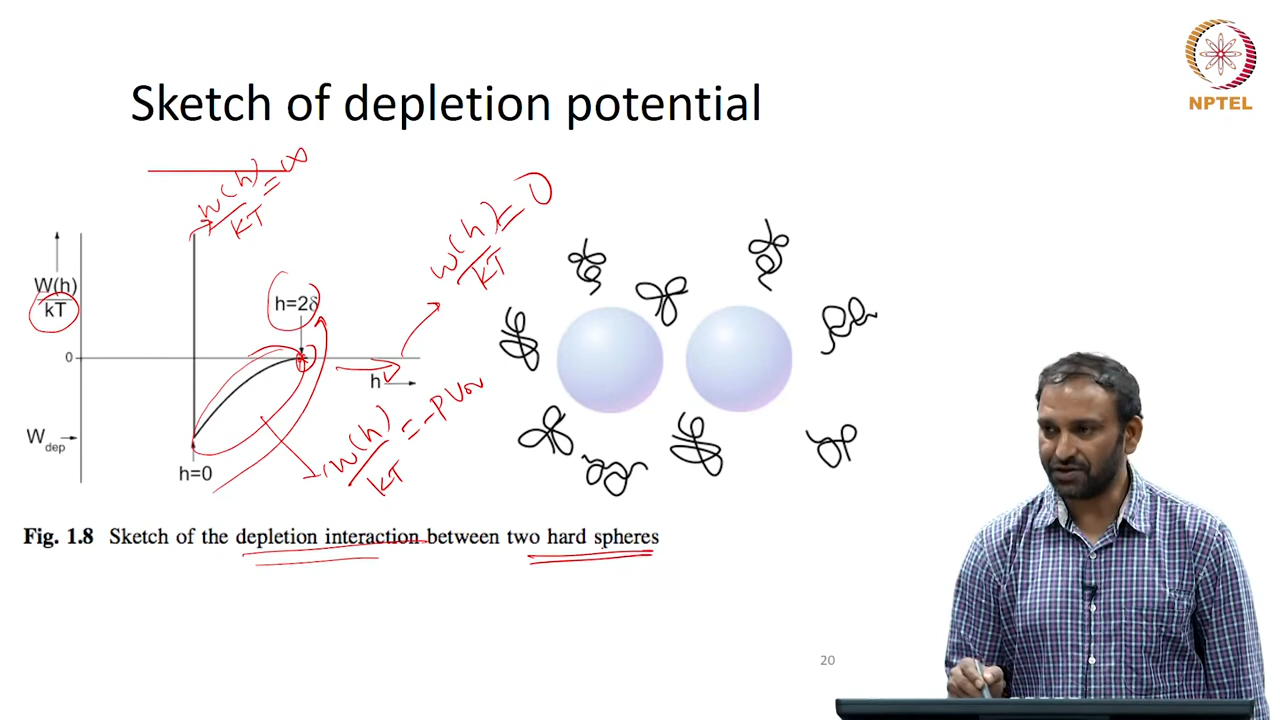 Sketch of depletion potential
NPTEL
W(h)/kT = ∞
W(h)/kT = 0
W(h)
kT
h=2δ
0
h
W(h)/kT = -P Vov
Wdep
h=0
Fig. 1.8 Sketch of the depletion interaction between two hard spheres
20